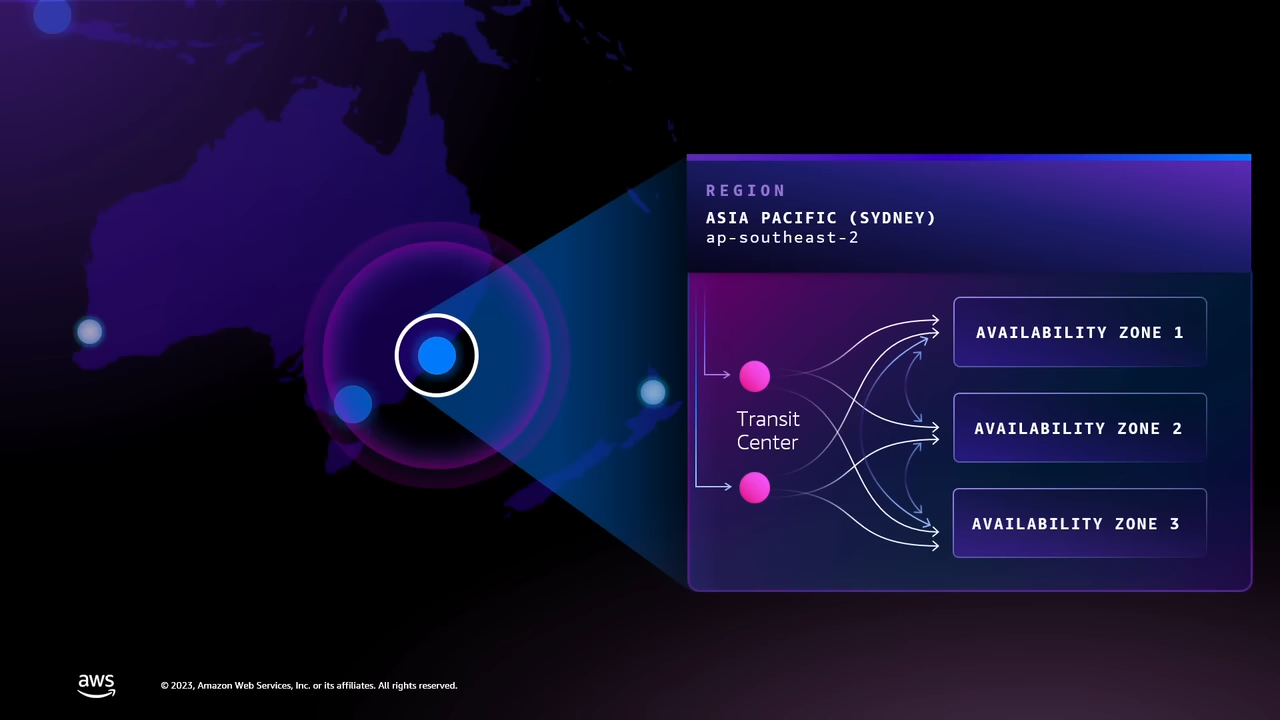 REGION
ASIA PACIFIC (SYDNEY)
ap-southeast-2
AVAILABILITY ZONE 1
Transit
Center
AVAILABILITY ZONE 2
AVAILABILITY ZONE 3
aws
© 2023, Amazon Web Services, Inc. or its affiliates. All rights reserved.